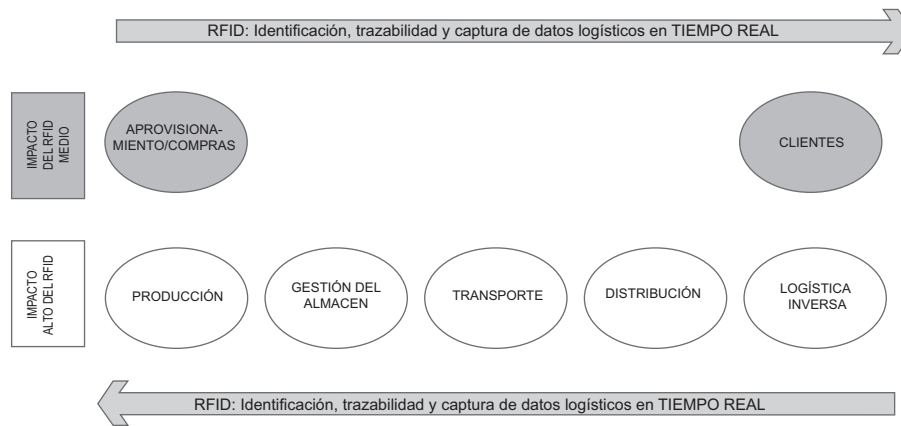 RFID: Identificación, trazabilidad y captura de datos logísticos en TIEMPO REAL
IMPACTO
DEL RFID
MEDIO
APROVISIONA-
MIENTO/COMPRAS
CLIENTES
IMPACTO
ALTO DEL RFID
PRODUCCIÓN
GESTIÓN DEL
ALMACEN
TRANSPORTE
DISTRIBUCIÓN
LOGÍSTICA
INVERSA
RFID: Identificación, trazabilidad y captura de datos logísticos en TIEMPO REAL